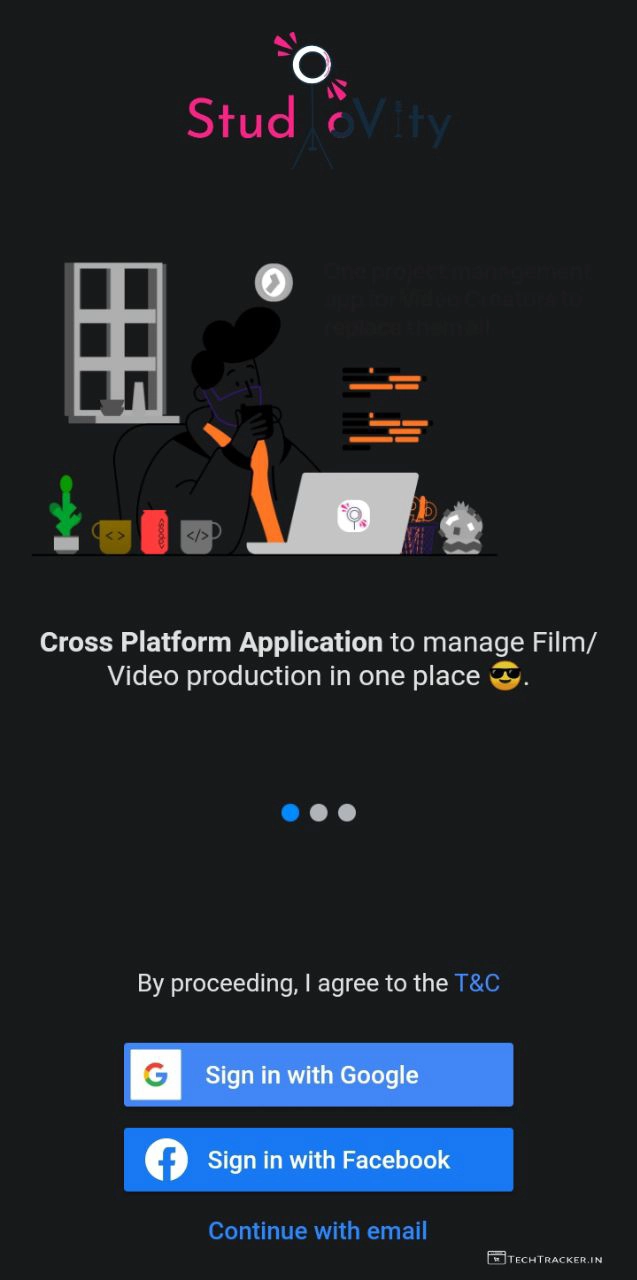 StudioVity
One project management
app for Video Creators to
replace them all
Cross Platform Application to manage Film/
Video production in one place 😎.
By proceeding, I agree to the T&C
Sign in with Google
Sign in with Facebook
Continue with email
TECHTRACKER.IN